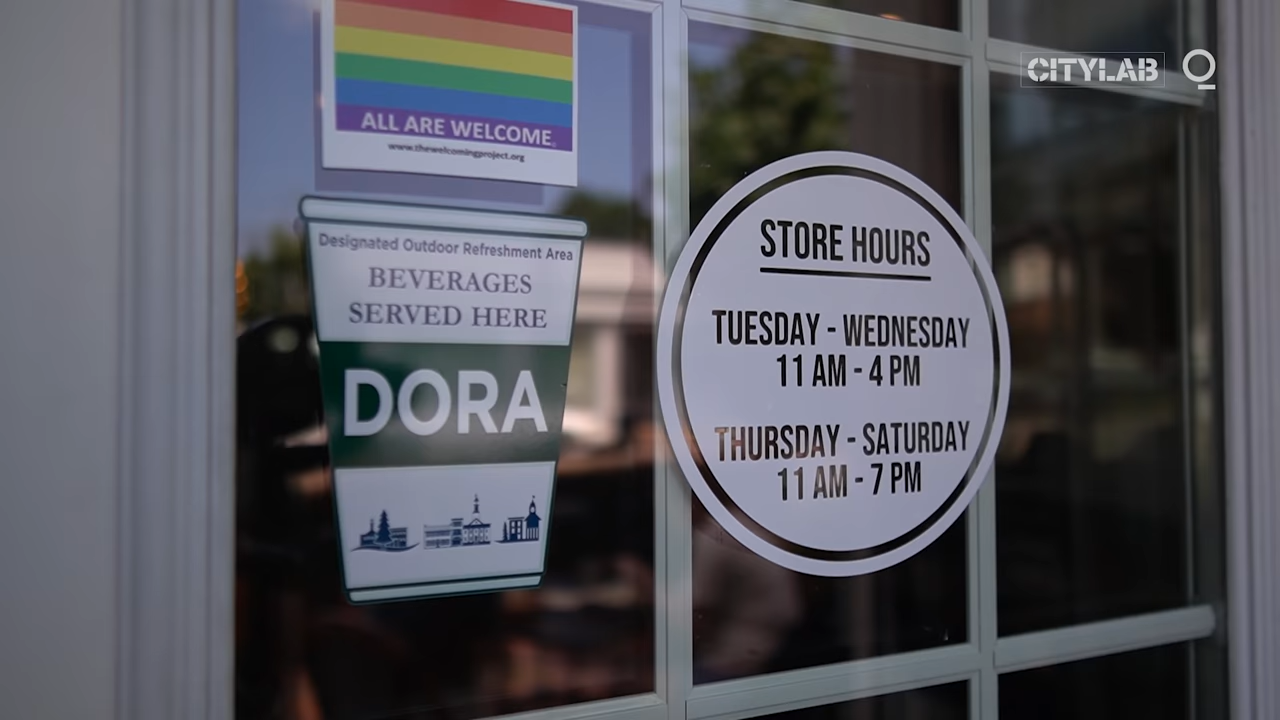 ALL ARE WELCOME
www.thewelcomingproject.org
Designated Outdoor Refreshment Area
BEVERAGES
SERVED HERE
DORA
STORE HOURS
TUESDAY - WEDNESDAY
11 AM - 4 PM
THURSDAY - SATURDAY
11 AM - 7 PM
CITYLAB